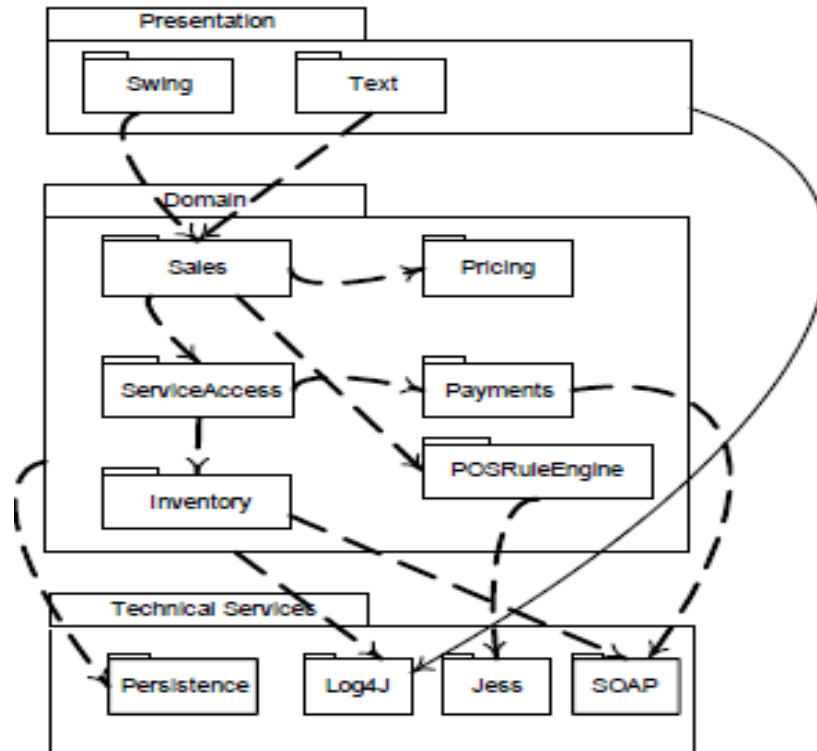 Presentation
Swing
Text
Domain
Sales
Pricing
ServiceAccess
Payments
POSRuleEngine
Inventory
Technical Services
Persistence
Log4J
Jess
SOAP